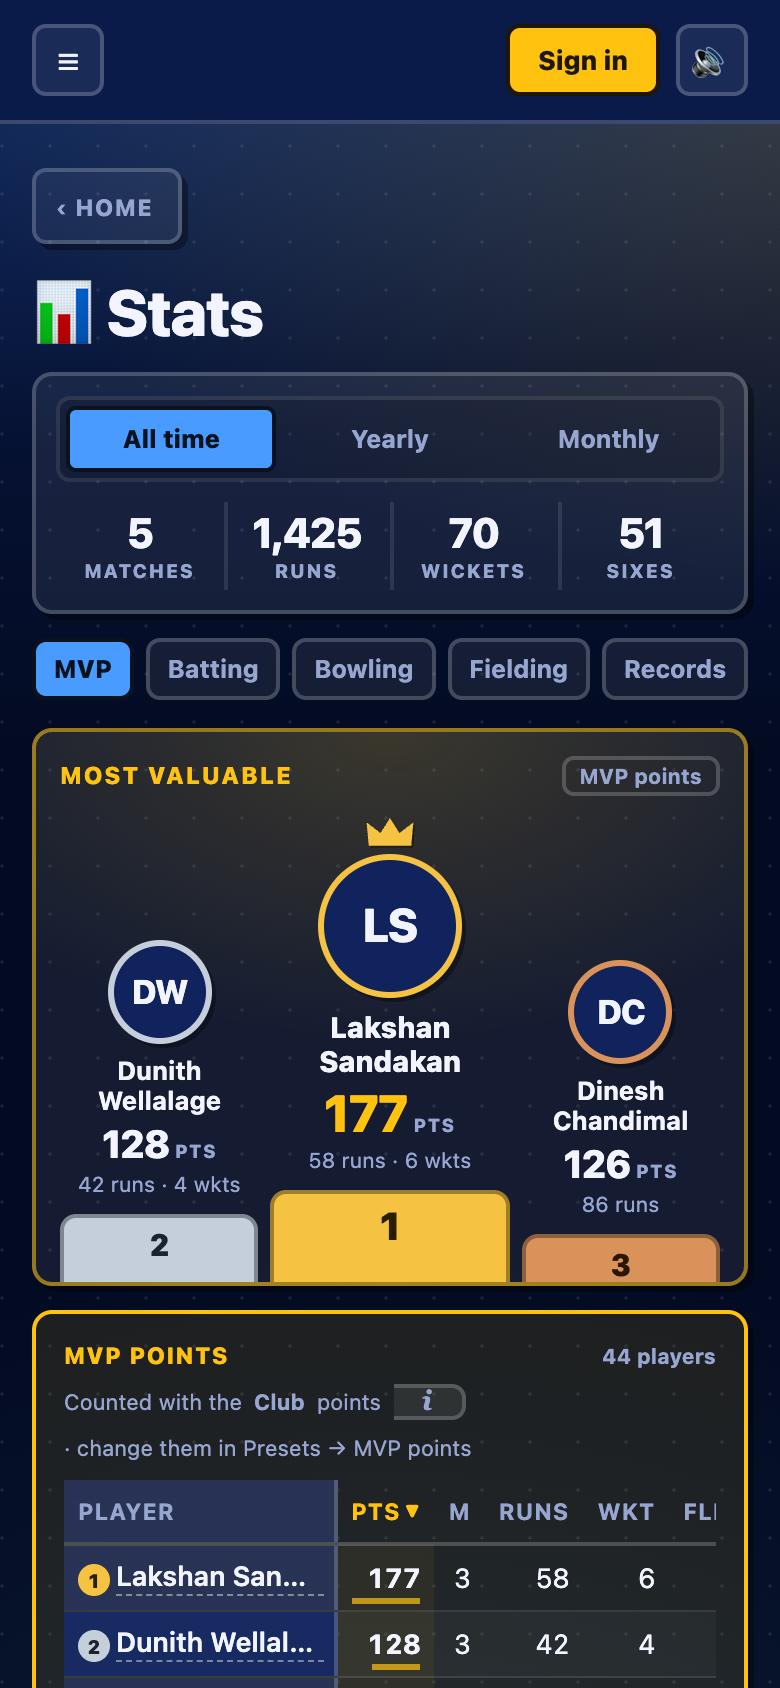 ≡
Sign in
‹ HOME
Stats
All time Yearly Monthly
5 1,425 70 51
MATCHES RUNS WICKETS SIXES
MVP Batting Bowling Fielding Records
MOST VALUABLE MVP points
LS
Lakshan
Sandakan
177 PTS
58 runs · 6 wkts
1
DW
Dunith
Wellalage
128 PTS
42 runs · 4 wkts
2
DC
Dinesh
Chandimal
126 PTS
86 runs
3
MVP POINTS 44 players
Counted with the Club points i
· change them in Presets → MVP points
PLAYER PTS▼ M RUNS WKT
1 Lakshan San... 177 3 58 6
2 Dunith Wellal... 128 3 42 4